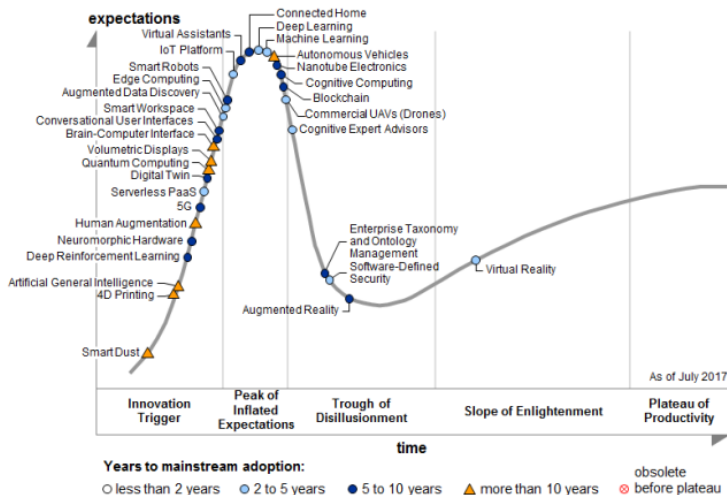 expectations
Connected Home
Deep Learning
Virtual Assistants
Machine Learning
IoT Platform
Autonomous Vehicles
Nanotube Electronics
Smart Robots
Edge Computing
Cognitive Computing
Augmented Data Discovery
Blockchain
Smart Workspace
Commercial UAVs (Drones)
Conversational User Interfaces
Cognitive Expert Advisors
Brain-Computer Interface
Volumetric Displays
Quantum Computing
Digital Twin
Serverless PaaS
5G
Human Augmentation
Neuromorphic Hardware
Deep Reinforcement Learning
Artificial General Intelligence
4D Printing
Smart Dust
Enterprise Taxonomy
and Ontology
Management
Software-Defined
Security
Augmented Reality
Virtual Reality
As of July 2017
Innovation
Trigger
Peak of
Inflated
Expectations
Trough of
Disillusionment
Slope of Enlightenment
Plateau of
Productivity
time
Years to mainstream adoption:
less than 2 years
2 to 5 years
5 to 10 years
more than 10 years
obsolete
before plateau